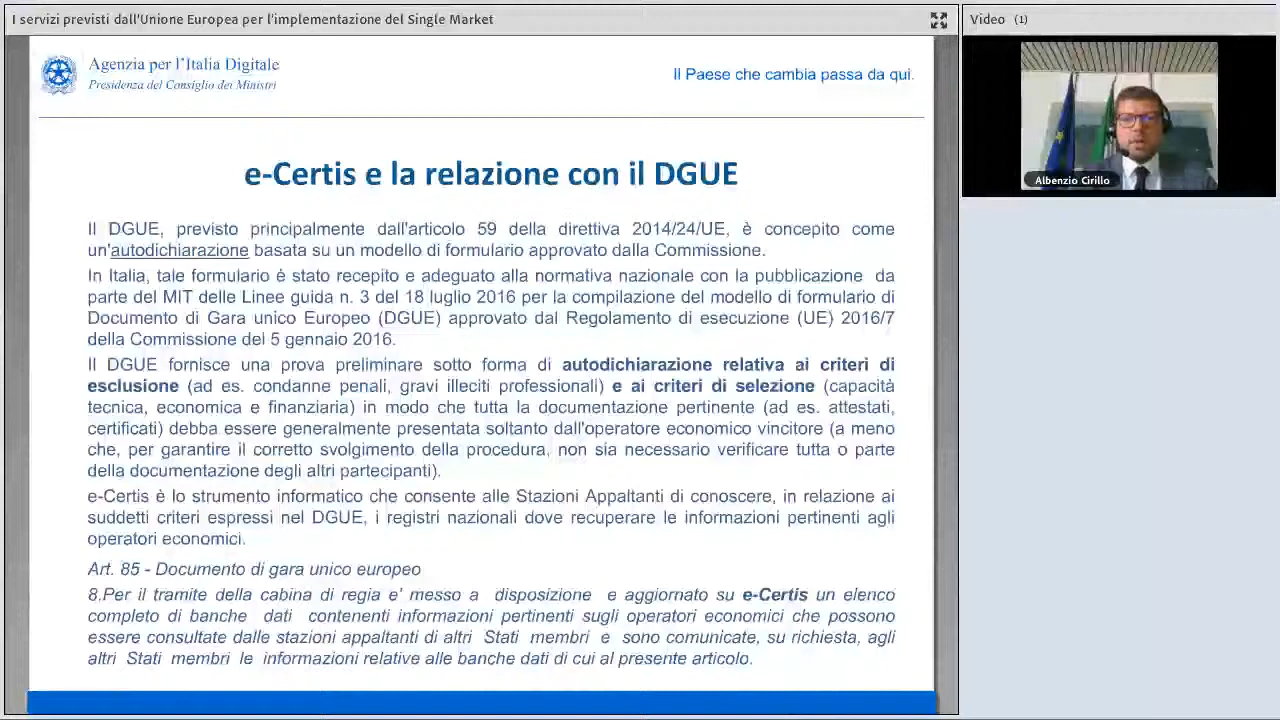 I servizi previsti dall'Unione Europea per l'implementazione del Single Market
Video (1)
Agenzia per l'Italia Digitale
Presidenza del Consiglio dei Ministri
Il Paese che cambia passa da qui.
Albenzio Cirillo
e-Certis e la relazione con il DGUE
Il DGUE, previsto principalmente dall'articolo 59 della direttiva 2014/24/UE, è concepito come
un'autodichiarazione basata su un modello di formulario approvato dalla Commissione.
In Italia, tale formulario è stato recepito e adeguato alla normativa nazionale con la pubblicazione da
parte del MIT delle Linee guida n. 3 del 18 luglio 2016 per la compilazione del modello di formulario di
Documento di Gara unico Europeo (DGUE) approvato dal Regolamento di esecuzione (UE) 2016/7
della Commissione del 5 gennaio 2016.
Il DGUE fornisce una prova preliminare sotto forma di autodichiarazione relativa ai criteri di
esclusione (ad es. condanne penali, gravi illeciti professionali) e ai criteri di selezione (capacità
tecnica, economica e finanziaria) in modo che tutta la documentazione pertinente (ad es. attestati,
certificati) debba essere generalmente presentata soltanto dall'operatore economico vincitore (a meno
che, per garantire il corretto svolgimento della procedura, non sia necessario verificare tutta o parte
della documentazione degli altri partecipanti).
e-Certis è lo strumento informatico che consente alle Stazioni Appaltanti di conoscere, in relazione ai
suddetti criteri espressi nel DGUE, i registri nazionali dove recuperare le informazioni pertinenti agli
operatori economici.
Art. 85 - Documento di gara unico europeo
8.Per il tramite della cabina di regia e' messo a disposizione e aggiornato su e-Certis un elenco
completo di banche dati contenenti informazioni pertinenti sugli operatori economici che possono
essere consultate dalle stazioni appaltanti di altri Stati membri e sono comunicate, su richiesta, agli
altri Stati membri le informazioni relative alle banche dati di cui al presente articolo.